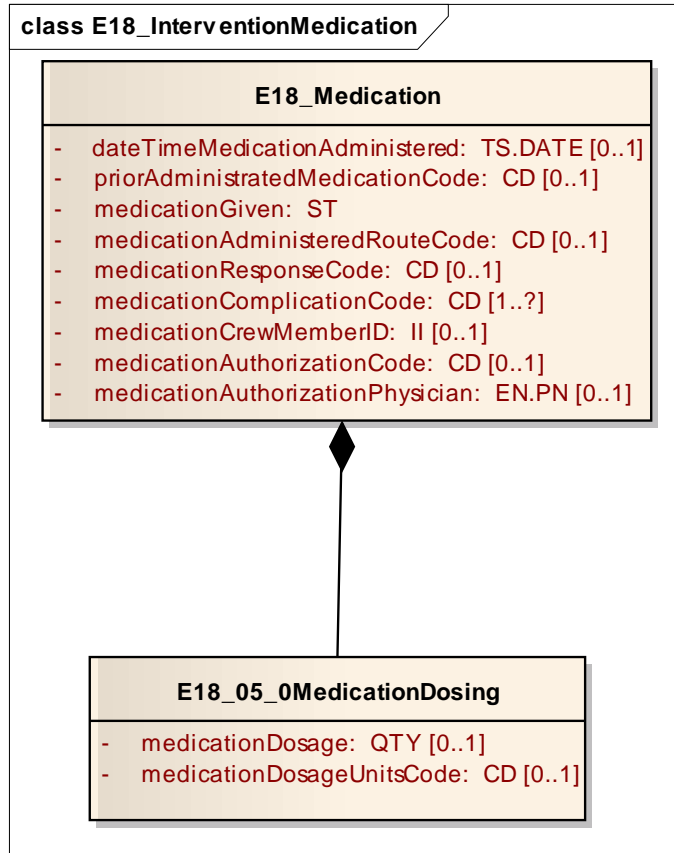 class E18_InterventionMedication
E18_Medication
- dateTimeMedicationAdministered: TS.DATE [0..1]
- priorAdministratedMedicationCode: CD [0..1]
- medicationGiven: ST
- medicationAdministeredRouteCode: CD [0..1]
- medicationResponseCode: CD [0..1]
- medicationComplicationCode: CD [1..?]
- medicationCrewMemberID: II [0..1]
- medicationAuthorizationCode: CD [0..1]
- medicationAuthorizationPhysician: EN.PN [0..1]
E18_05_0MedicationDosing
- medicationDosage: QTY [0..1]
- medicationDosageUnitsCode: CD [0..1]